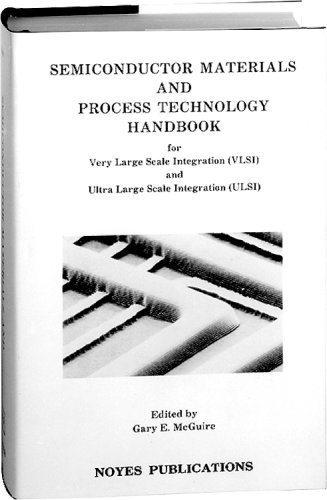 SEMICONDUCTOR MATERIALS
AND
PROCESS TECHNOLOGY
HANDBOOK
for
Very Large Scale Integration (VLSI)
and
Ultra Large Scale Integration (ULSI)
Edited by
Gary E. McGuire
NOYES PUBLICATIONS